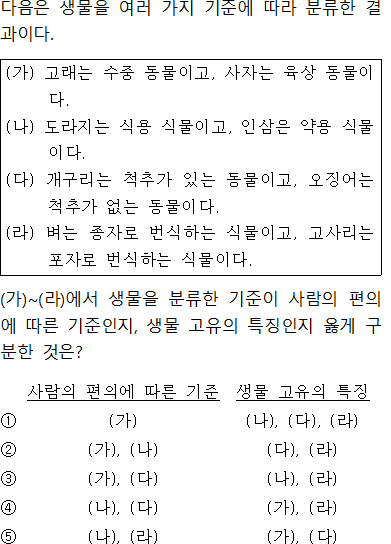 다음은 생물을 여러 가지 기준에 따라 분류한 결
과이다.
(가) 고래는 수중 동물이고, 사자는 육상 동물이
다.
(나) 도라지는 식용 식물이고, 인삼은 약용 식물
이다.
(다) 개구리는 척추가 있는 동물이고, 오징어는
척추가 없는 동물이다.
(라) 벼는 종자로 번식하는 식물이고, 고사리는
포자로 번식하는 식물이다.
(가)~(라)에서 생물을 분류한 기준이 사람의 편의
에 따른 기준인지, 생물 고유의 특징인지 옳게 구
분한 것은?
사람의 편의에 따른 기준 생물 고유의 특징
① (가) (나), (다), (라)
② (가), (나) (다), (라)
③ (가), (다) (나), (라)
④ (나), (다) (가), (라)
⑤ (나), (라) (가), (다)